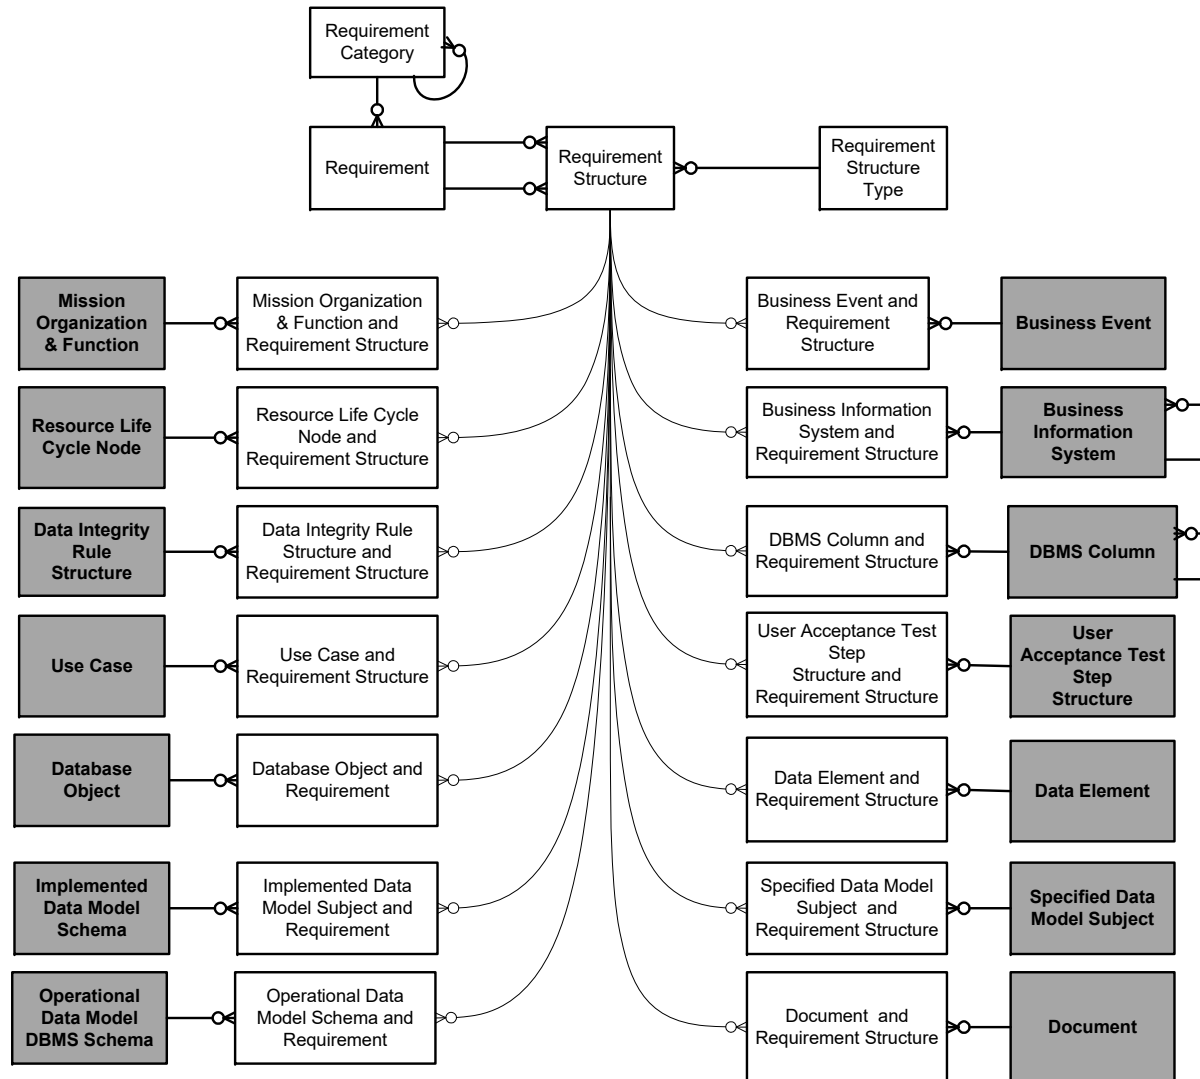 Requirement
Category
Requirement
Requirement
Structure
Requirement
Structure
Type
Mission
Organization
& Function
Mission Organization
& Function and
Requirement Structure
Business Event and
Requirement
Structure
Business Event
Resource Life
Cycle Node
Resource Life Cycle
Node and
Requirement Structure
Business Information
System and
Requirement Structure
Business
Information
System
Data Integrity
Rule
Structure
Data Integrity Rule
Structure and
Requirement Structure
DBMS Column and
Requirement Structure
DBMS Column
Use Case
Use Case and
Requirement Structure
User Acceptance Test
Step
Structure and
Requirement Structure
User
Acceptance Test
Step
Structure
Database
Object
Database Object and
Requirement
Data Element and
Requirement Structure
Data Element
Implemented
Data Model
Schema
Implemented Data
Model Subject and
Requirement
Specified Data Model
Subject and
Requirement Structure
Specified Data
Model Subject
Operational
Data Model
DBMS Schema
Operational Data
Model Schema and
Requirement
Document and
Requirement Structure
Document